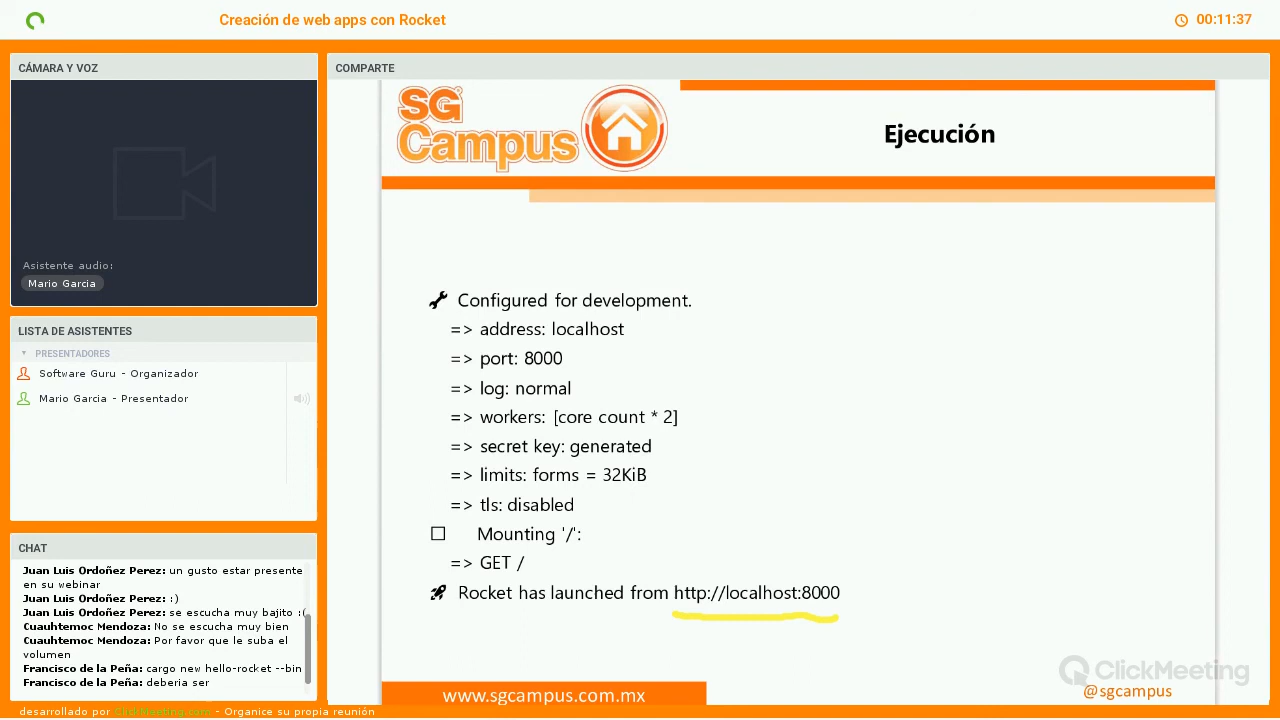 Creación de web apps con Rocket
00:11:37
CÁMARA Y VOZ
Asistente audio:
Mario Garcia
LISTA DE ASISTENTES
PRESENTADORES
Software Guru - Organizador
Mario Garcia - Presentador
CHAT
Juan Luis Ordoñez Perez: un gusto estar presente
en su webinar
Juan Luis Ordoñez Perez: :)
Juan Luis Ordoñez Perez: se escucha muy bajito :(
Cuauhtemoc Mendoza: No se escucha muy bien
Cuauhtemoc Mendoza: Por favor que le suba el
volumen
Francisco de la Peña: cargo new hello-rocket --bin
Francisco de la Peña: deberia ser
desarrollado por ClickMeeting.com - Organice su propia reunión
COMPARTE
SG Campus
Ejecución
Configured for development.
=> address: localhost
=> port: 8000
=> log: normal
=> workers: [core count * 2]
=> secret key: generated
=> limits: forms = 32KiB
=> tls: disabled
Mounting '/':
=> GET /
Rocket has launched from http://localhost:8000
ClickMeeting
www.sgcampus.com.mx
@sgcampus